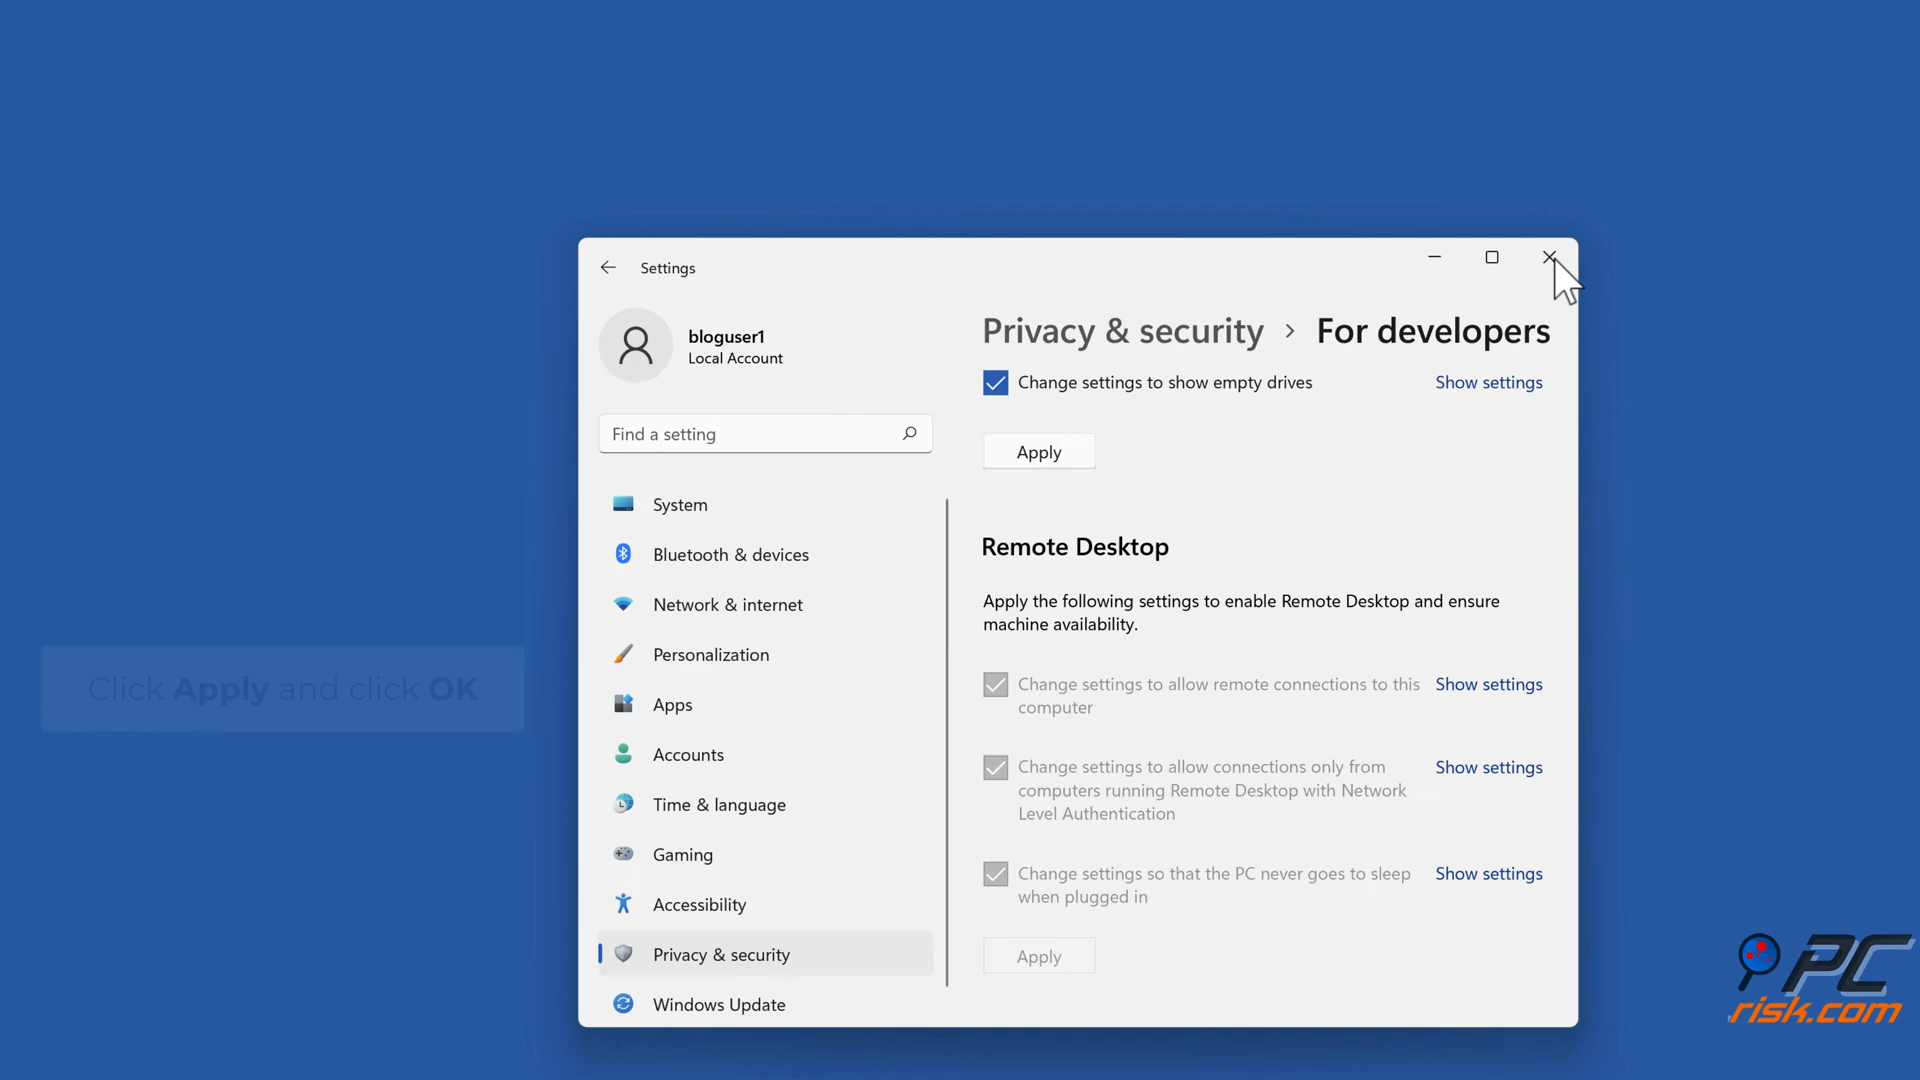 Settings
bloguser1
Local Account
Find a setting
System
Bluetooth & devices
Network & internet
Personalization
Apps
Accounts
Time & language
Gaming
Accessibility
Privacy & security
Windows Update
Privacy & security > For developers
Change settings to show empty drives
Show settings
Apply
Remote Desktop
Apply the following settings to enable Remote Desktop and ensure
machine availability.
Change settings to allow remote connections to this
computer
Show settings
Change settings to allow connections only from
computers running Remote Desktop with Network
Level Authentication
Show settings
Change settings so that the PC never goes to sleep
when plugged in
Show settings
Apply
Click Apply and click OK
PC
risk.com